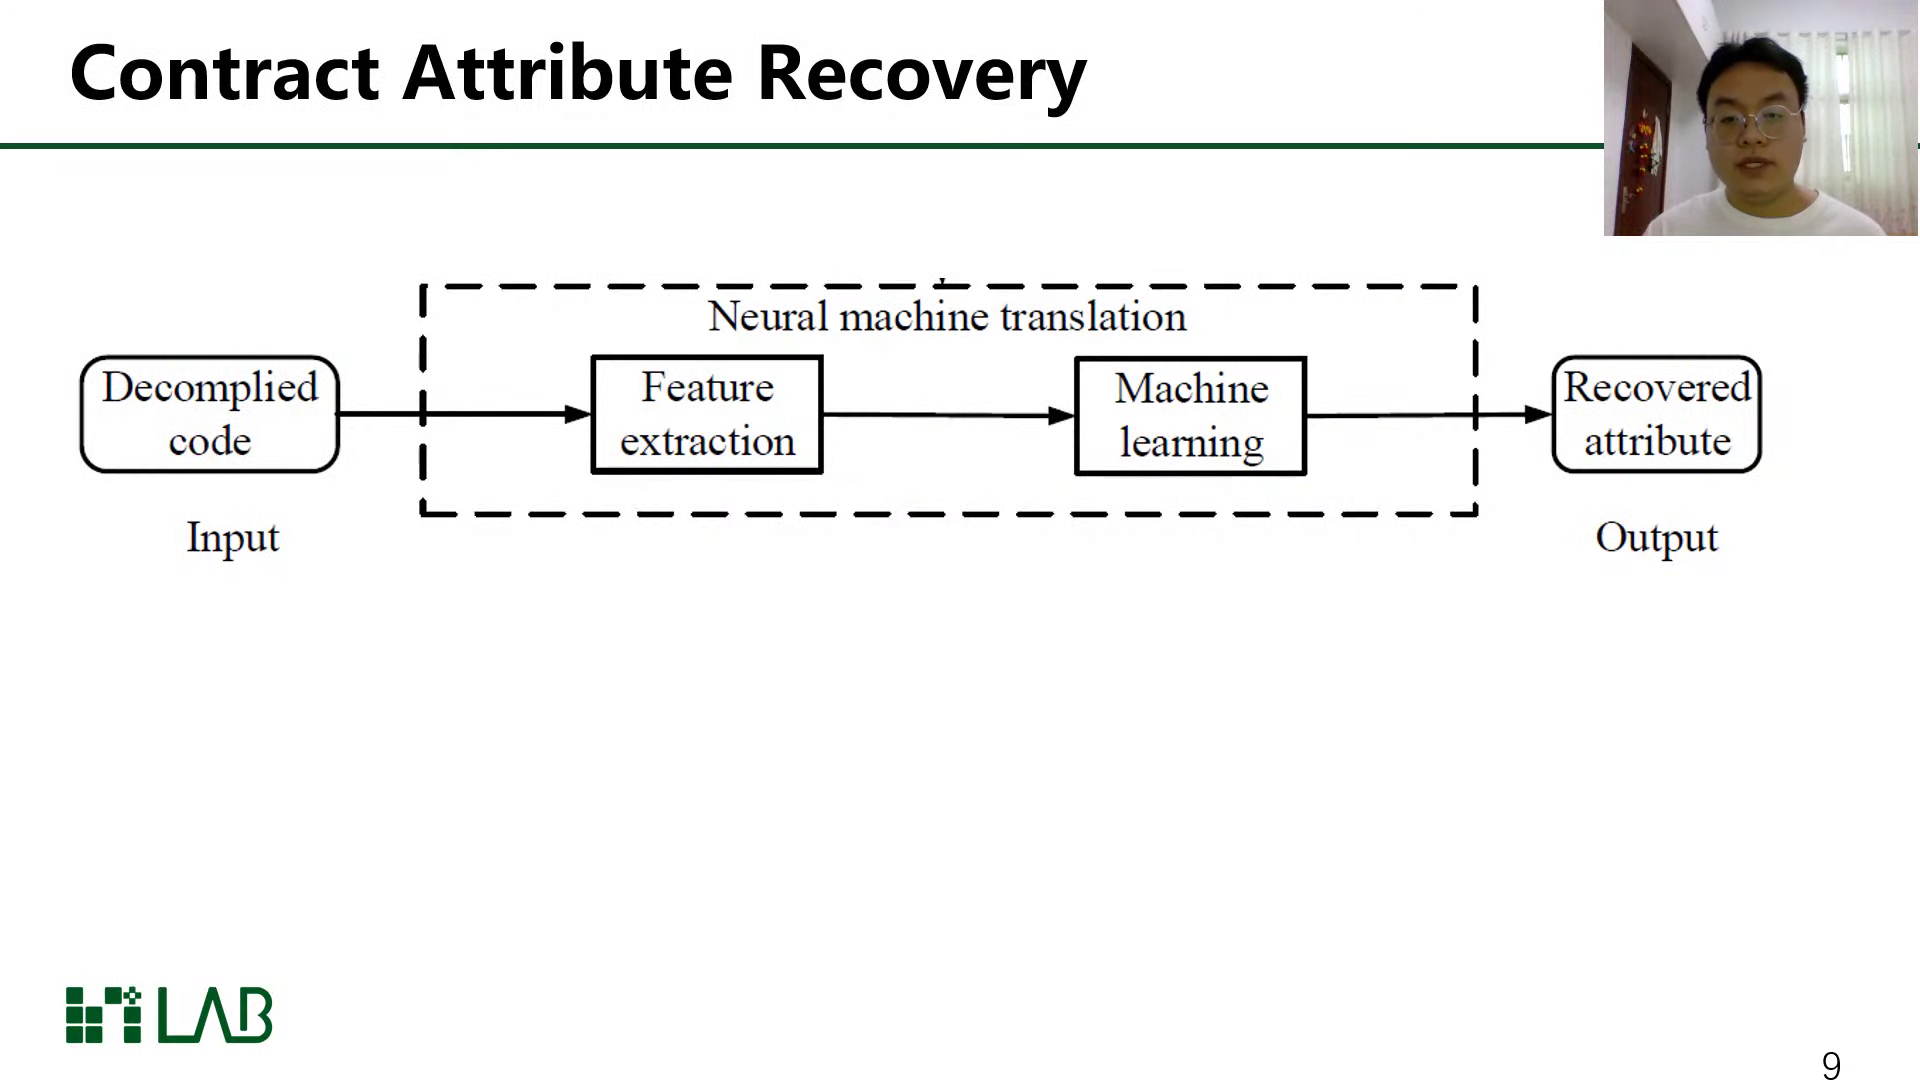 Contract Attribute Recovery
Neural machine translation
Decomplied
code
Feature
extraction
Machine
learning
Recovered
attribute
Input
Output
LAB
9